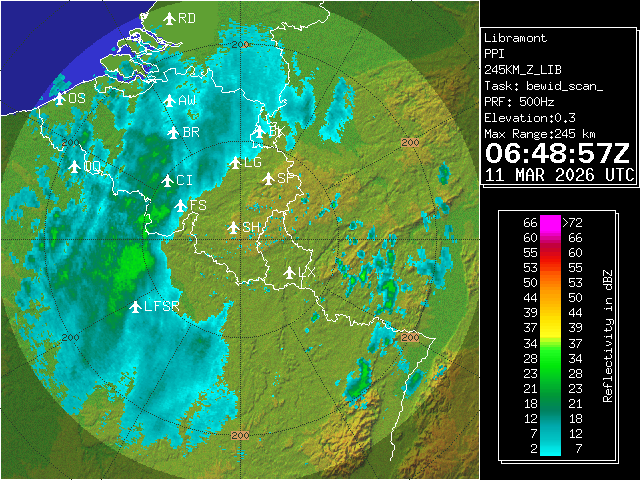 Libramont
PPI
245KM_Z_LIB
Task: bewid_scan_
PRF: 500Hz
Elevation:0.3
Max Range:245 km
06:48:57Z
11 MAR 2026 UTC
RD
200
OS
AW
BR
200
LG
CI
SP
FS
SH
LX
LFSR
200
200
200
66 >72
60 66
55 60
53 55
50 53
44 50
39 44
37 39
34 37
28 34
23 28
21 23
18 21
12 18
7 12
2 7
Reflectivity in dBZ